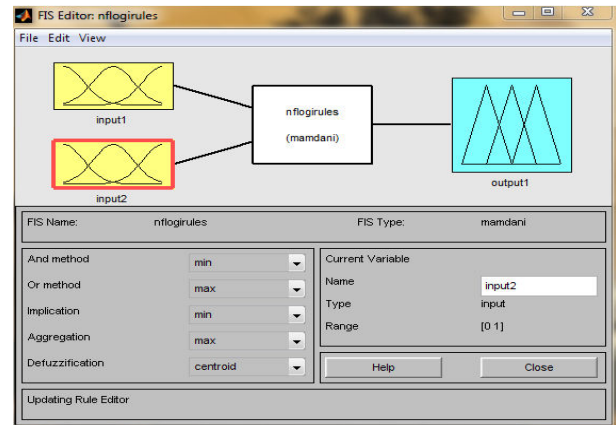 FIS Editor: nflogirules
File Edit View
input1
nflogirules
(mamdani)
input2
output1
FIS Name: nflogirules FIS Type: mamdani
And method min
Or method max
Implication min
Aggregation max
Defuzzification centroid
Current Variable
Name input2
Type input
Range [0 1]
Help Close
Updating Rule Editor